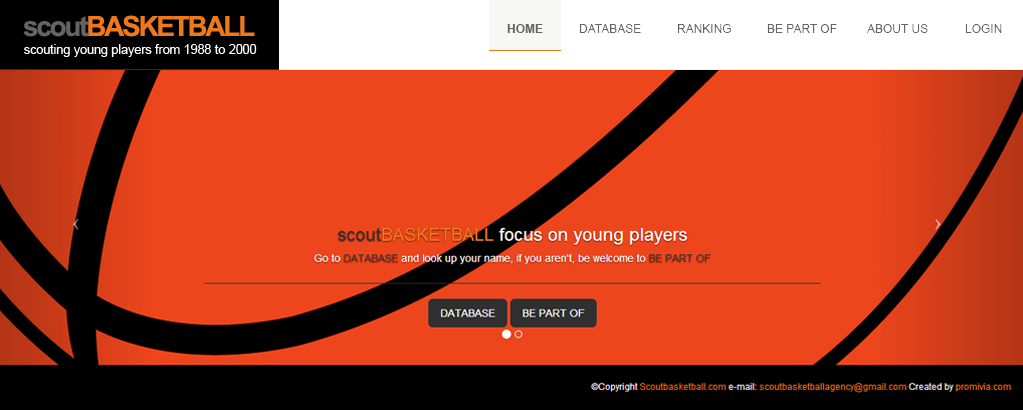 scoutBASKETBALL
scouting young players from 1988 to 2000
HOME DATABASE RANKING BE PART OF ABOUT US LOGIN
scoutBASKETBALL focus on young players
Go to DATABASE and look up your name, if you aren't, be welcome to BE PART OF
DATABASE BE PART OF
©Copyright Scoutbasketball.com e-mail: scoutbasketballagency@gmail.com Created by promivia.com